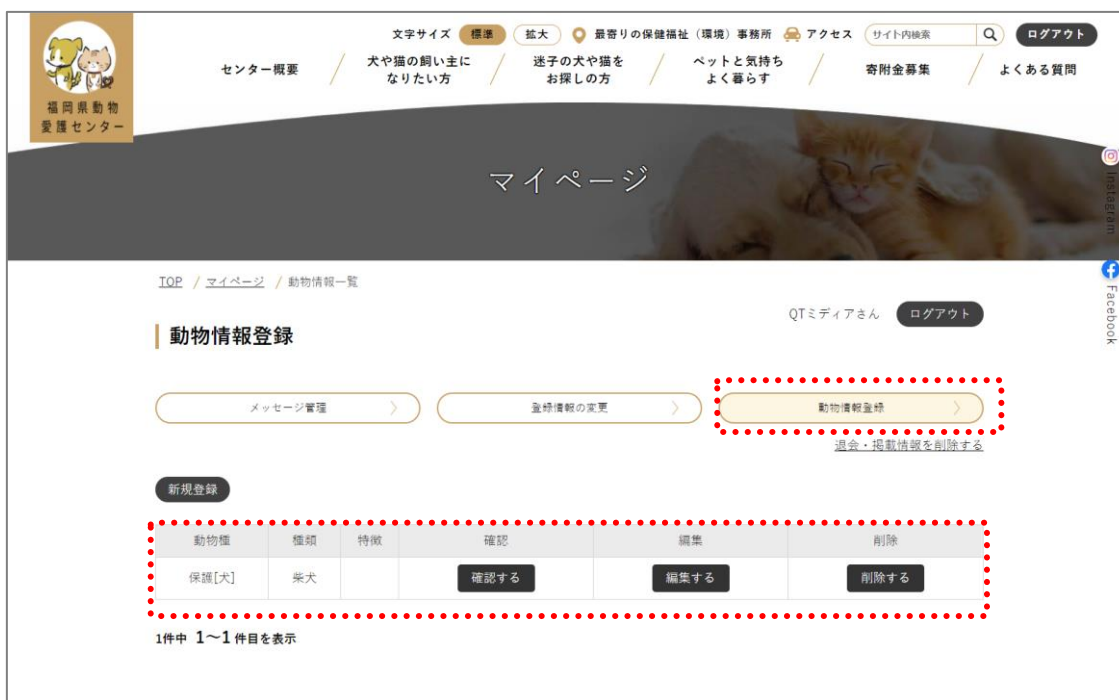 文字サイズ 標準 拡大 最寄りの保健福祉(環境)事務所 アクセス サイト内検索 ログアウト
福岡県動物
愛護センター
センター概要
犬や猫の飼い主に
なりたい方
迷子の犬や猫を
お探しの方
ペットと気持ち
よく暮らす
寄附金募集
よくある質問
マイページ
Instagram
Facebook
TOP / マイページ / 動物情報一覧
QTミディアさん ログアウト
動物情報登録
メッセージ管理 登録情報の変更 動物情報登録
退会・掲載情報を削除する
新規登録
動物種 種類 特徴 確認 編集 削除
保護[犬] 柴犬 確認する 編集する 削除する
1件中 1〜1 件目を表示